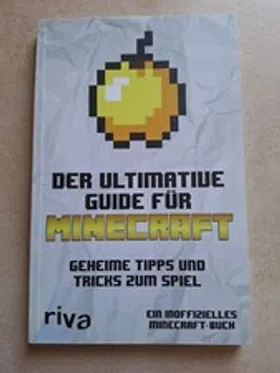 DER ULTIMATIVE
GUIDE FÜR
MINECRAFT
GEHEIME TIPPS UND
TRICKS ZUM SPIEL
riva
EIN INOFFIZIELLES
MINECRAFT-BUCH